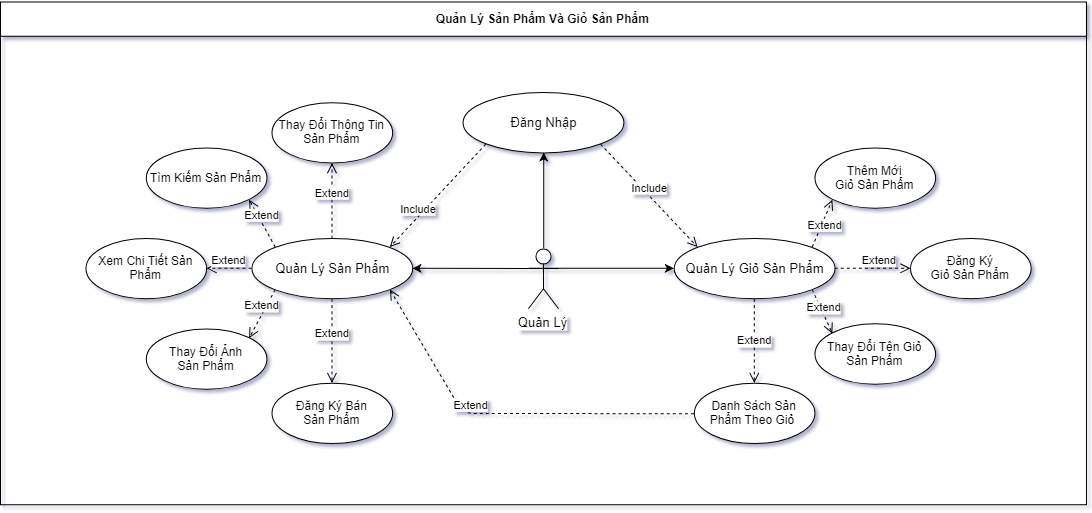 Quản Lý Sản Phẩm Và Giỏ Sản Phẩm
Đăng Nhập
Thay Đổi Thông Tin
Sản Phẩm
Tìm Kiếm Sản Phẩm
Thêm Mới
Giỏ Sản Phẩm
Extend
Include
Include
Extend
Extend
Xem Chi Tiết Sản
Phẩm
Extend
Quản Lý Sản Phẩm
Quản Lý Giỏ Sản Phẩm
Extend
Đăng Ký
Giỏ Sản Phẩm
Quản Lý
Extend
Extend
Extend
Extend
Thay Đổi Ảnh
Sản Phẩm
Thay Đổi Tên Giỏ
Sản Phẩm
Đăng Ký Bán
Sản Phẩm
Extend
Danh Sách Sản
Phẩm Theo Giỏ